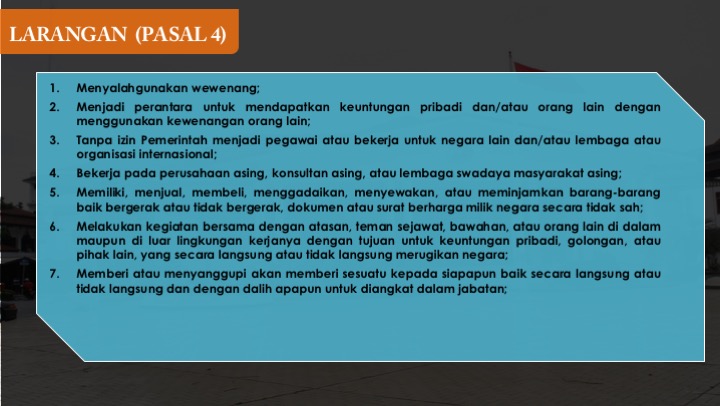 LARANGAN (PASAL 4)
1. Menyalahgunakan wewenang;
2. Menjadi perantara untuk mendapatkan keuntungan pribadi dan/atau orang lain dengan
menggunakan kewenangan orang lain;
3. Tanpa izin Pemerintah menjadi pegawai atau bekerja untuk negara lain dan/atau lembaga atau
organisasi internasional;
4. Bekerja pada perusahaan asing, konsultan asing, atau lembaga swadaya masyarakat asing;
5. Memiliki, menjual, membeli, menggadaikan, menyewakan, atau meminjamkan barang-barang
baik bergerak atau tidak bergerak, dokumen atau surat berharga milik negara secara tidak sah;
6. Melakukan kegiatan bersama dengan atasan, teman sejawat, bawahan, atau orang lain di dalam
maupun di luar lingkungan kerjanya dengan tujuan untuk keuntungan pribadi, golongan, atau
pihak lain, yang secara langsung atau tidak langsung merugikan negara;
7. Memberi atau menyanggupi akan memberi sesuatu kepada siapapun baik secara langsung atau
tidak langsung dan dengan dalih apapun untuk diangkat dalam jabatan;